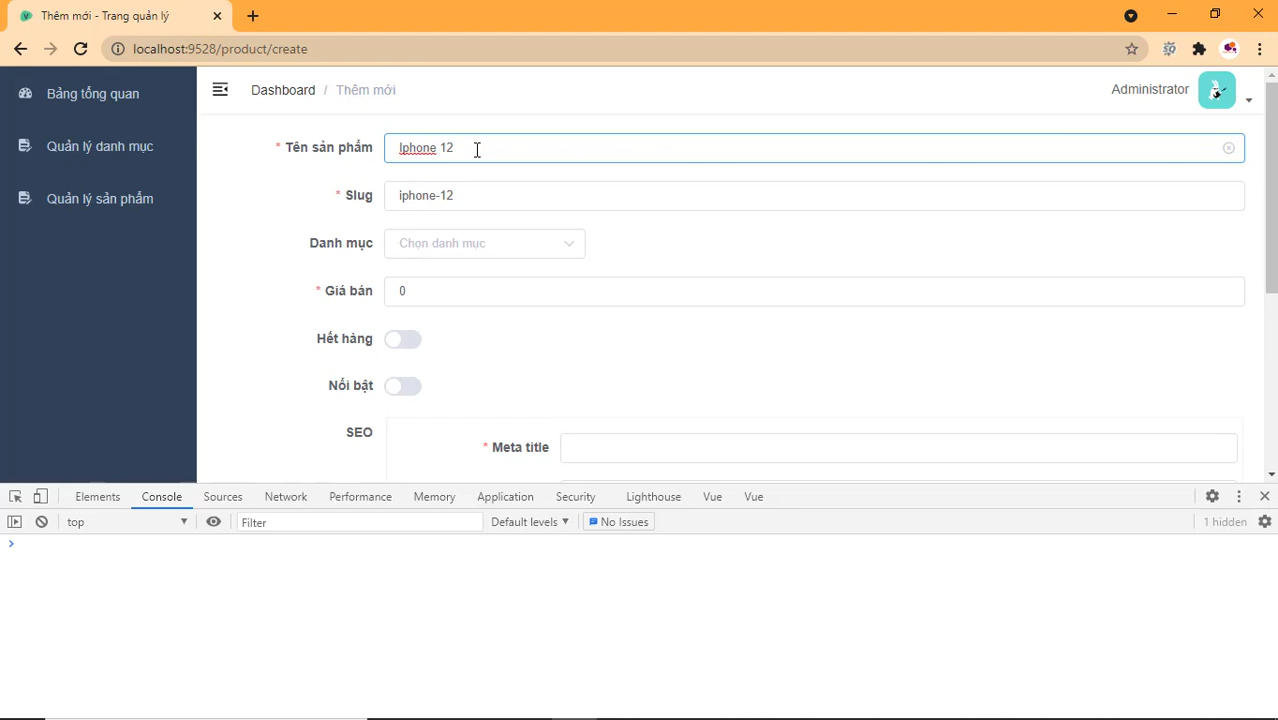 Thêm mới - Trang quản lý
localhost:9528/product/create
Bảng tổng quan
Quản lý danh mục
Quản lý sản phẩm
Dashboard / Thêm mới
Administrator
* Tên sản phẩm Iphone 12
* Slug iphone-12
Danh mục Chọn danh mục
* Giá bán 0
Hết hàng
Nổi bật
SEO
* Meta title
Elements Console Sources Network Performance Memory Application Security Lighthouse Vue Vue
top Filter Default levels No Issues 1 hidden